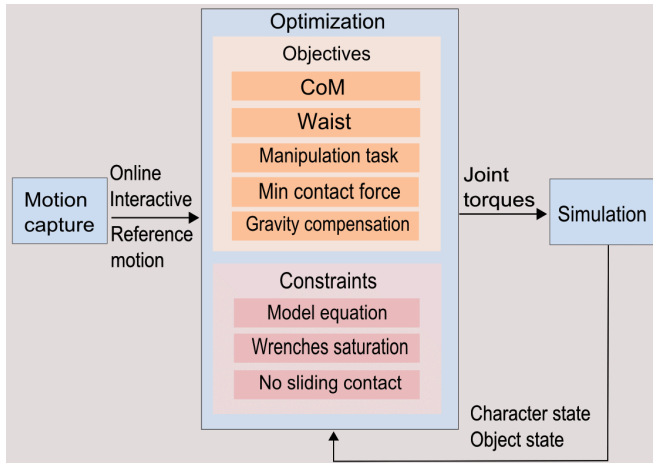 Optimization
Objectives
CoM
Waist
Manipulation task
Min contact force
Gravity compensation
Constraints
Model equation
Wrenches saturation
No sliding contact
Motion
capture
Online
Interactive
Reference
motion
Joint
torques
Simulation
Character state
Object state